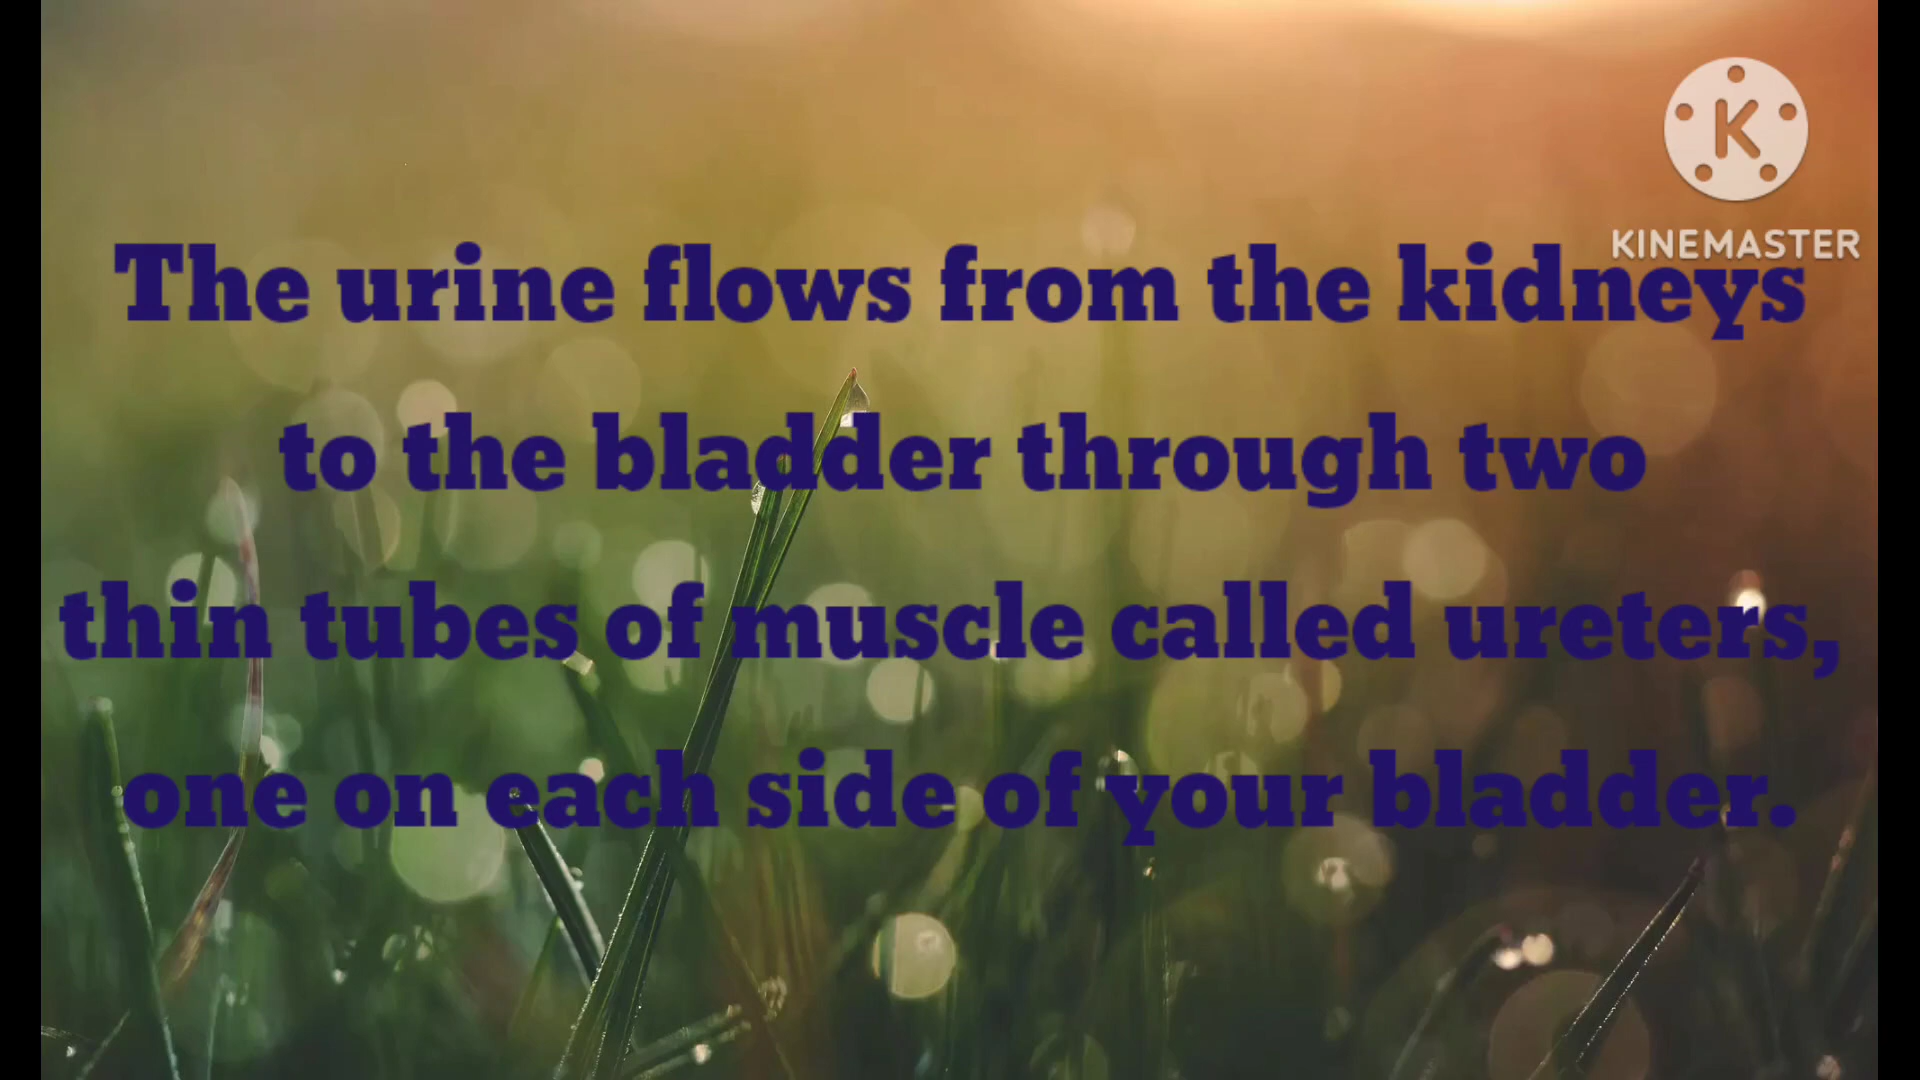 K
KINEMASTER
The urine flows from the kidneys
to the bladder through two
thin tubes of muscle called ureters,
one on each side of your bladder.